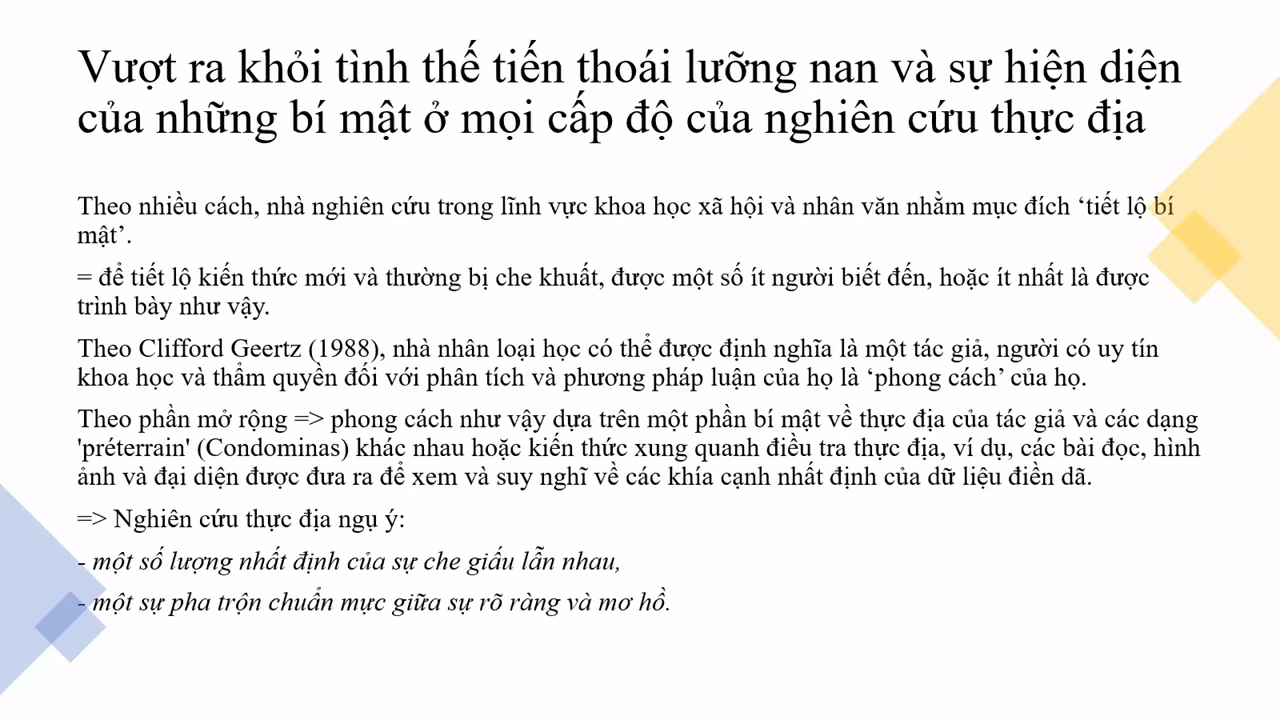 Vượt ra khỏi tình thế tiến thoái lưỡng nan và sự hiện diện
của những bí mật ở mọi cấp độ của nghiên cứu thực địa
Theo nhiều cách, nhà nghiên cứu trong lĩnh vực khoa học xã hội và nhân văn nhằm mục đích ‘tiết lộ bí
mật’.
= để tiết lộ kiến thức mới và thường bị che khuất, được một số ít người biết đến, hoặc ít nhất là được
trình bày như vậy.
Theo Clifford Geertz (1988), nhà nhân loại học có thể được định nghĩa là một tác giả, người có uy tín
khoa học và thẩm quyền đối với phân tích và phương pháp luận của họ là ‘phong cách’ của họ.
Theo phần mở rộng => phong cách như vậy dựa trên một phần bí mật về thực địa của tác giả và các dạng
'préterrain' (Condominas) khác nhau hoặc kiến thức xung quanh điều tra thực địa, ví dụ, các bài đọc, hình
ảnh và đại diện được đưa ra để xem và suy nghĩ về các khía cạnh nhất định của dữ liệu điền dã.
=> Nghiên cứu thực địa ngụ ý:
- một số lượng nhất định của sự che giấu lẫn nhau,
- một sự pha trộn chuẩn mực giữa sự rõ ràng và mơ hồ.